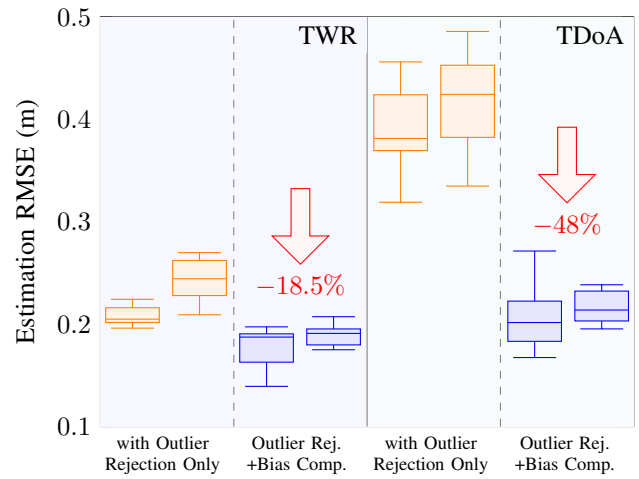 Estimation RMSE (m)
0.5
0.4
0.3
0.2
0.1
TWR
TDoA
−18.5%
−48%
with Outlier
Rejection Only
Outlier Rej.
+Bias Comp.
with Outlier
Rejection Only
Outlier Rej.
+Bias Comp.